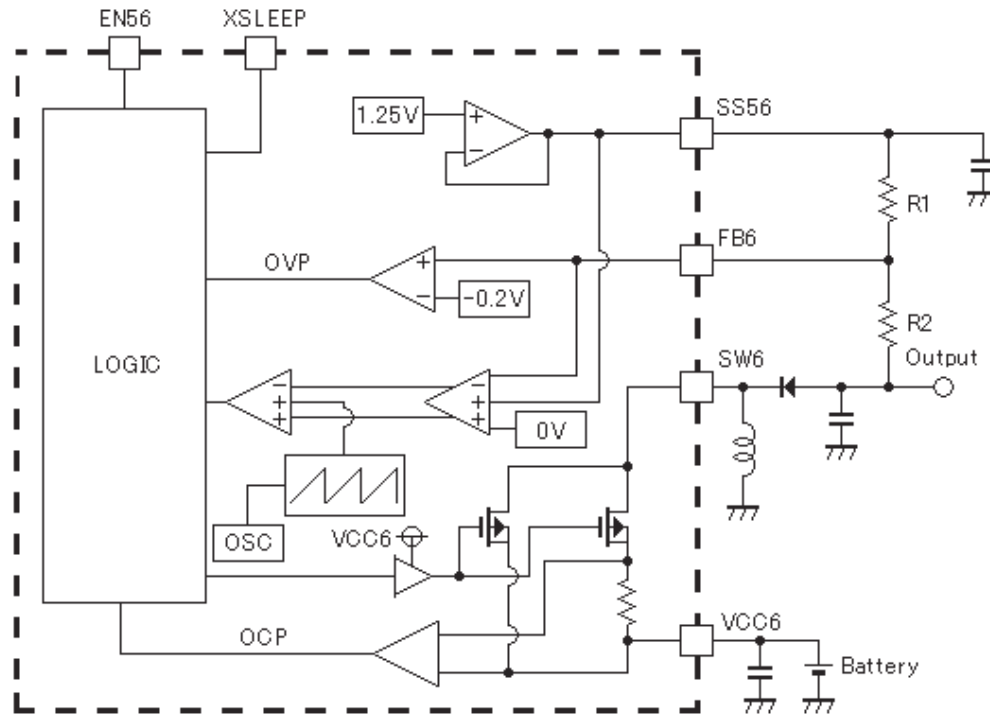 EN56 XSLEEP
1.25V
SS56
R1
FB6
OVP
-0.2V
R2
LOGIC
SW6
Output
0V
OSC
VCC6
VCC6
OCP
Battery